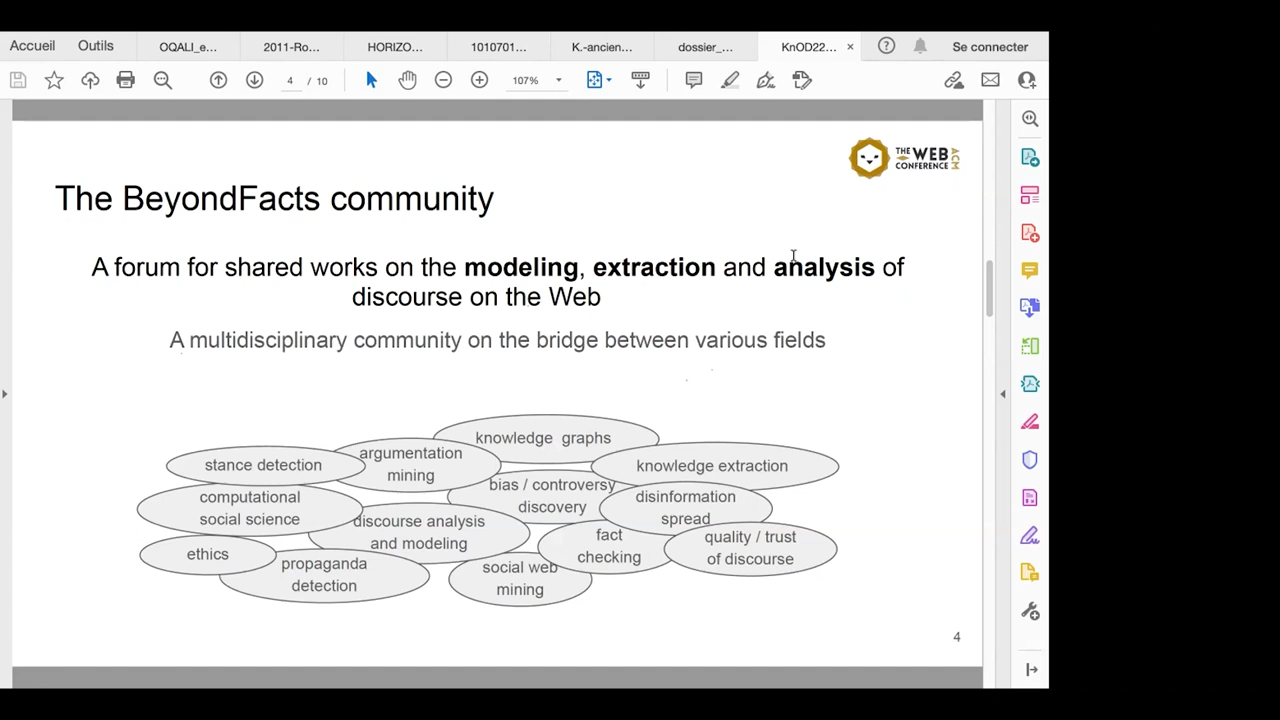 Accueil Outils OQALI_e... 2011-Ro... HORIZO... 1010701... K.-ancien... dossier_... KnOD22... × Se connecter
4 / 10 107%
THE WEB CONFERENCE ACM
The BeyondFacts community
A forum for shared works on the modeling, extraction and analysis of
discourse on the Web
A multidisciplinary community on the bridge between various fields
knowledge graphs
argumentation
mining
stance detection
knowledge extraction
bias / controversy
discovery
disinformation
spread
computational
social science
discourse analysis
and modeling
fact
checking
quality / trust
of discourse
ethics
propaganda
detection
social web
mining
4